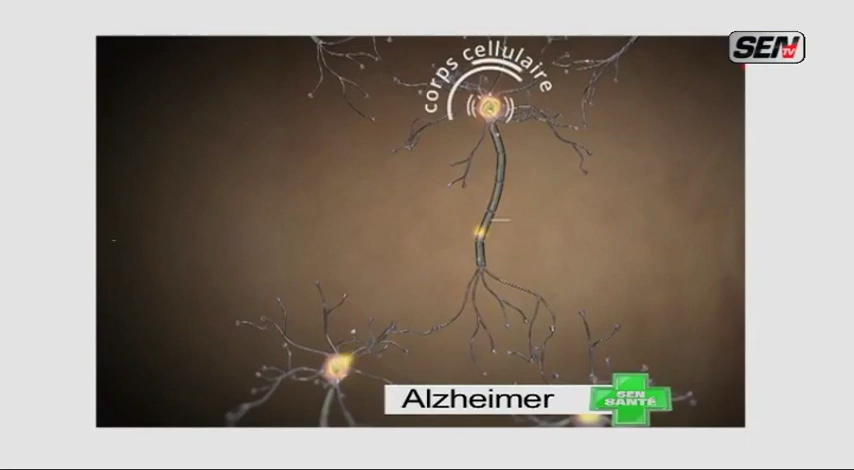 SEN TV
corps cellulaire
Alzheimer
SEN
SANTÉ